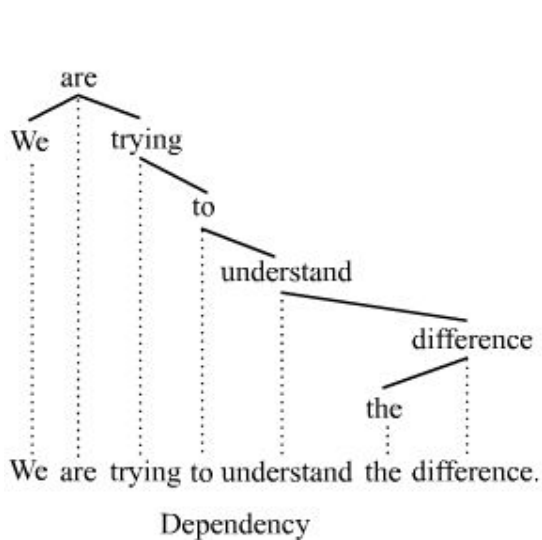 are
We trying
to
understand
difference
the
We are trying to understand the difference.
Dependency